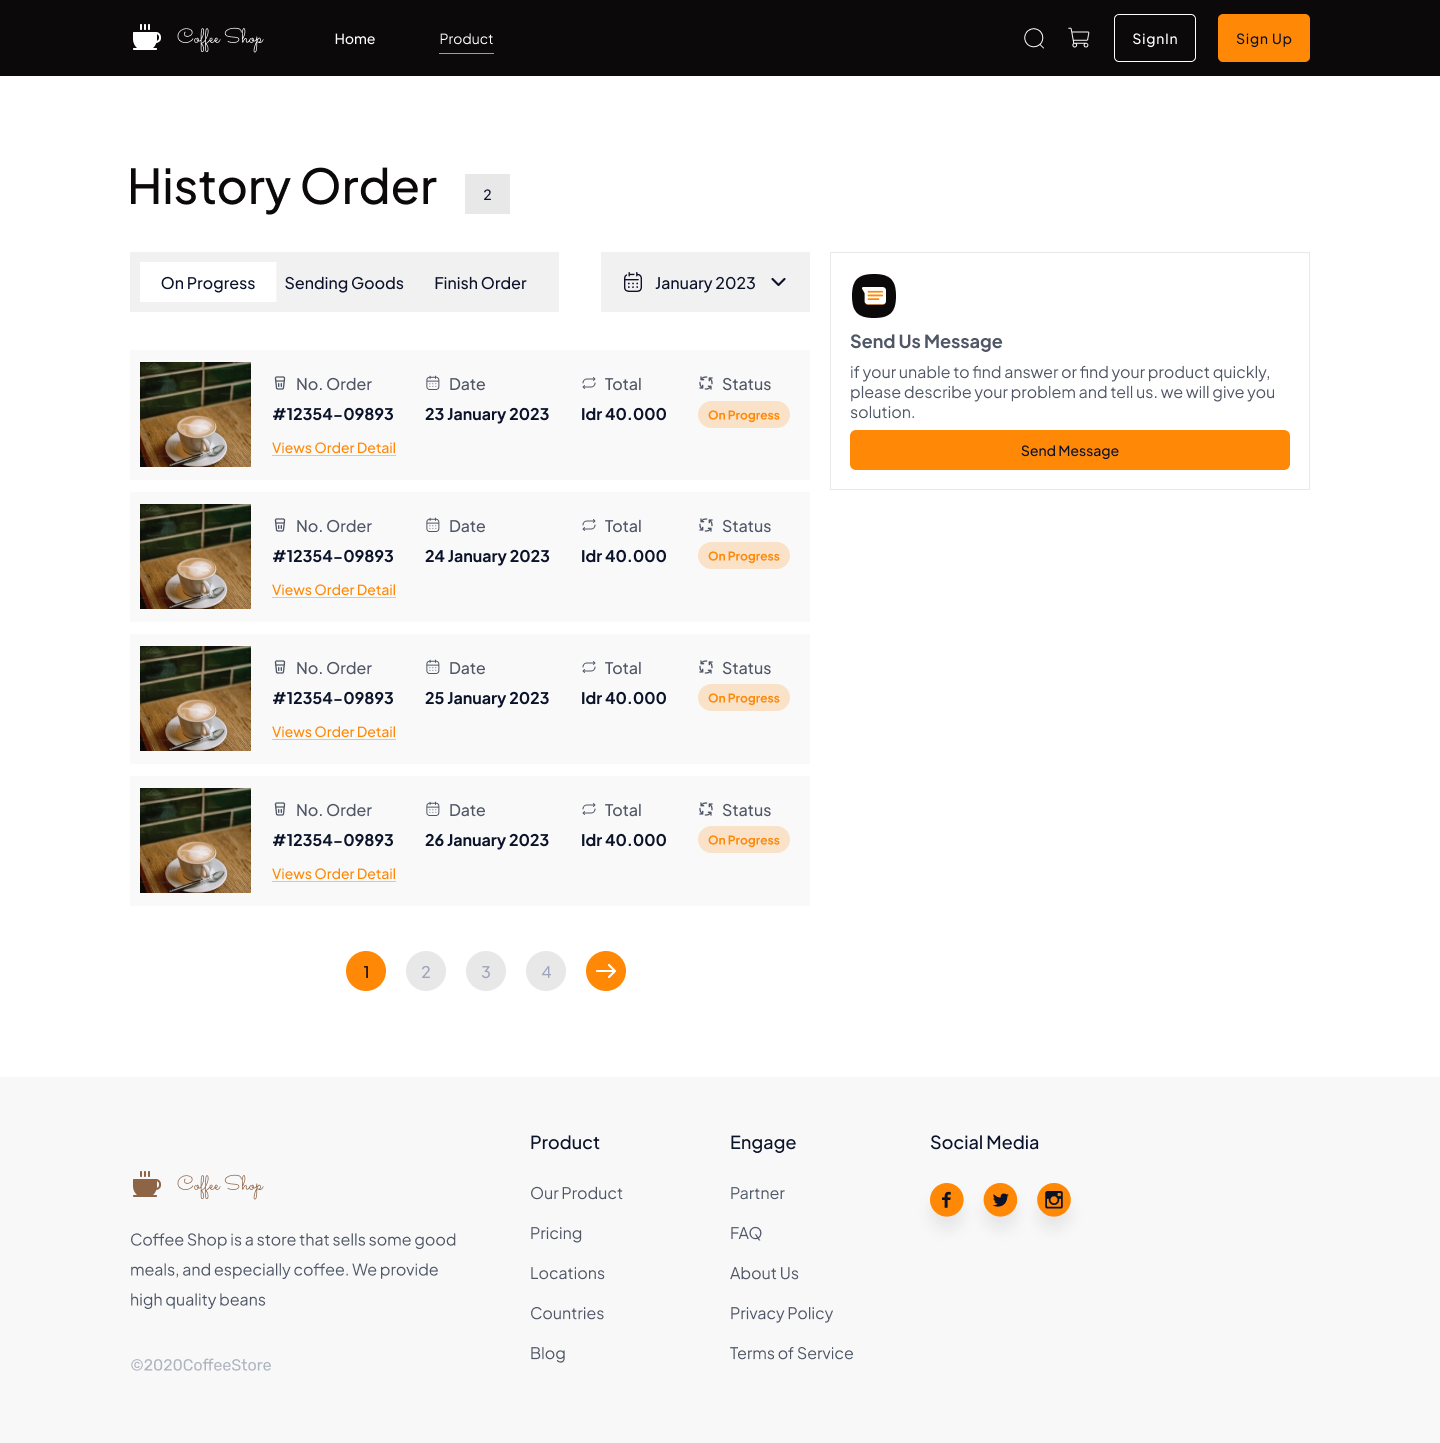 Coffee Shop
Home
Product
SignIn
Sign Up
History Order
2
On Progress
Sending Goods
Finish Order
January 2023
No. Order
Date
Total
Status
#12354-09893
23 January 2023
Idr 40.000
On Progress
Views Order Detail
No. Order
Date
Total
Status
#12354-09893
24 January 2023
Idr 40.000
On Progress
Views Order Detail
No. Order
Date
Total
Status
#12354-09893
25 January 2023
Idr 40.000
On Progress
Views Order Detail
No. Order
Date
Total
Status
#12354-09893
26 January 2023
Idr 40.000
On Progress
Views Order Detail
1
2
3
4
Send Us Message
if your unable to find answer or find your product quickly,
please describe your problem and tell us. we will give you
solution.
Send Message
Coffee Shop
Coffee Shop is a store that sells some good
meals, and especially coffee. We provide
high quality beans
©2020CoffeeStore
Product
Our Product
Pricing
Locations
Countries
Blog
Engage
Partner
FAQ
About Us
Privacy Policy
Terms of Service
Social Media